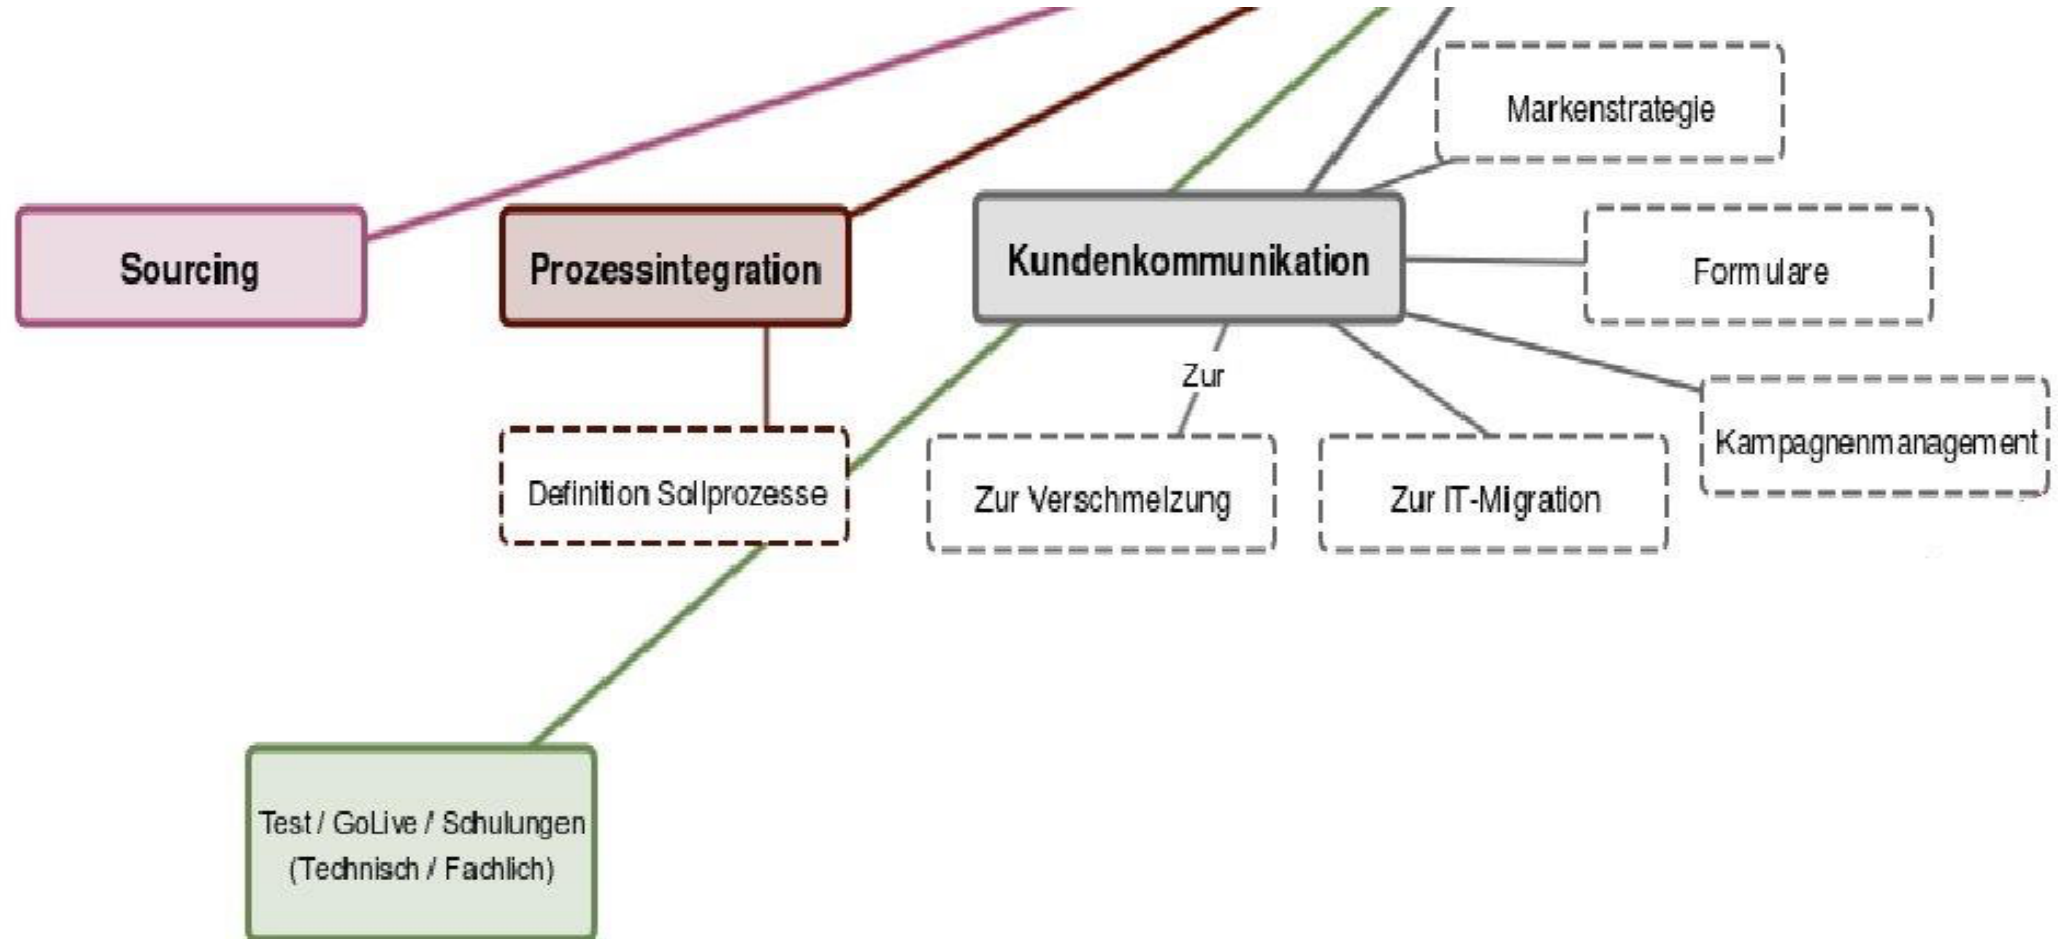 Markenstrategie
Sourcing
Prozessintegration
Kundenkommunikation
Formulare
Zur
Kampagnenmanagement
Definition Sollprozesse
Zur Verschmelzung
Zur IT-Migration
Test / GoLive / Schulungen
(Technisch / Fachlich)